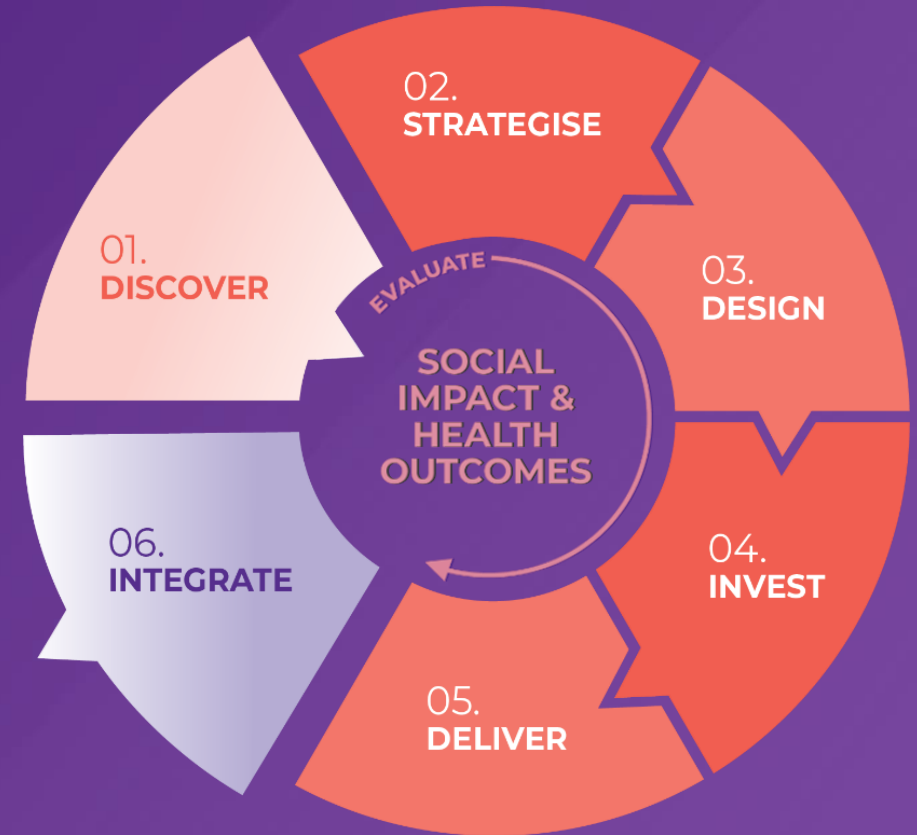 01.
DISCOVER
02.
STRATEGISE
03.
DESIGN
04.
INVEST
05.
DELIVER
06.
INTEGRATE
EVALUATE
SOCIAL
IMPACT &
HEALTH
OUTCOMES